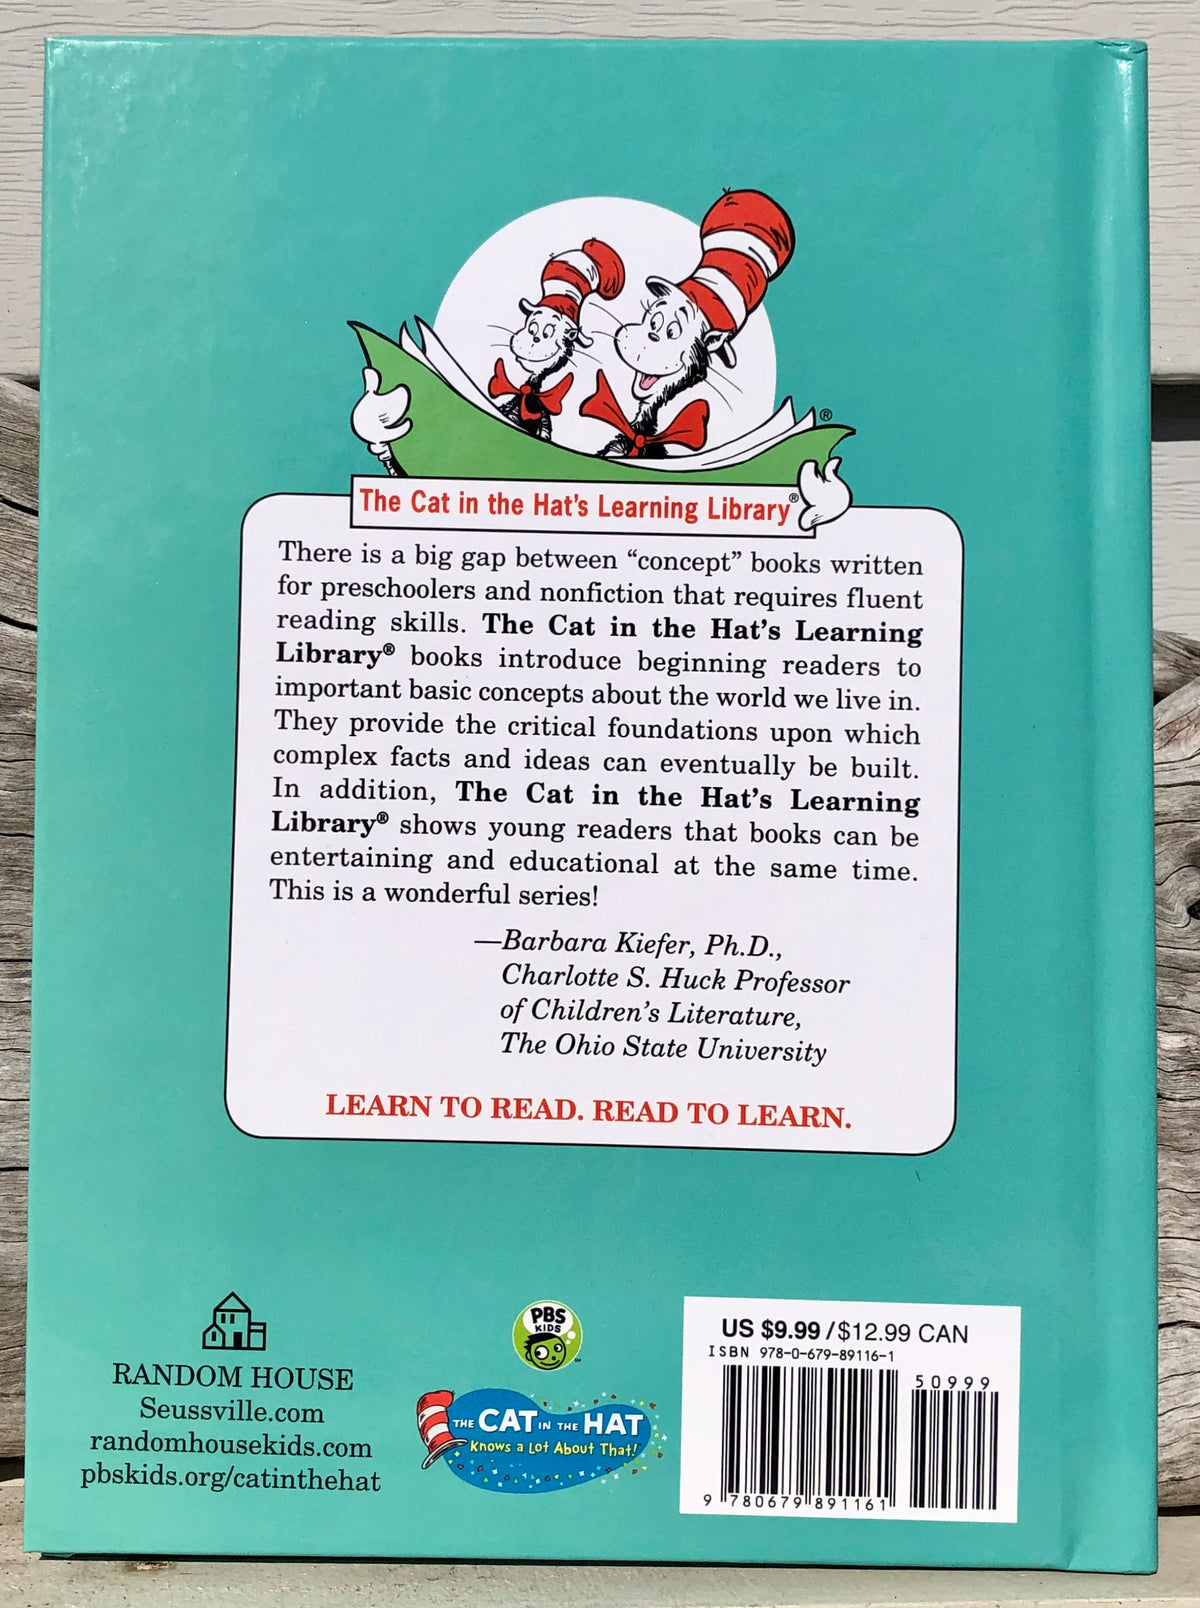 ®
The Cat in the Hat's Learning Library®
There is a big gap between “concept” books written
for preschoolers and nonfiction that requires fluent
reading skills. The Cat in the Hat's Learning
Library® books introduce beginning readers to
important basic concepts about the world we live in.
They provide the critical foundations upon which
complex facts and ideas can eventually be built.
In addition, The Cat in the Hat's Learning
Library® shows young readers that books can be
entertaining and educational at the same time.
This is a wonderful series!
—Barbara Kiefer, Ph.D.,
Charlotte S. Huck Professor
of Children's Literature,
The Ohio State University
LEARN TO READ. READ TO LEARN.
RANDOM HOUSE
Seussville.com
randomhousekids.com
pbskids.org/catinthehat
PBS
KIDS
THE CAT IN THE HAT
Knows a Lot About That!
US $9.99 / $12.99 CAN
ISBN 978-0-679-89116-1
50999
9 780679 891161